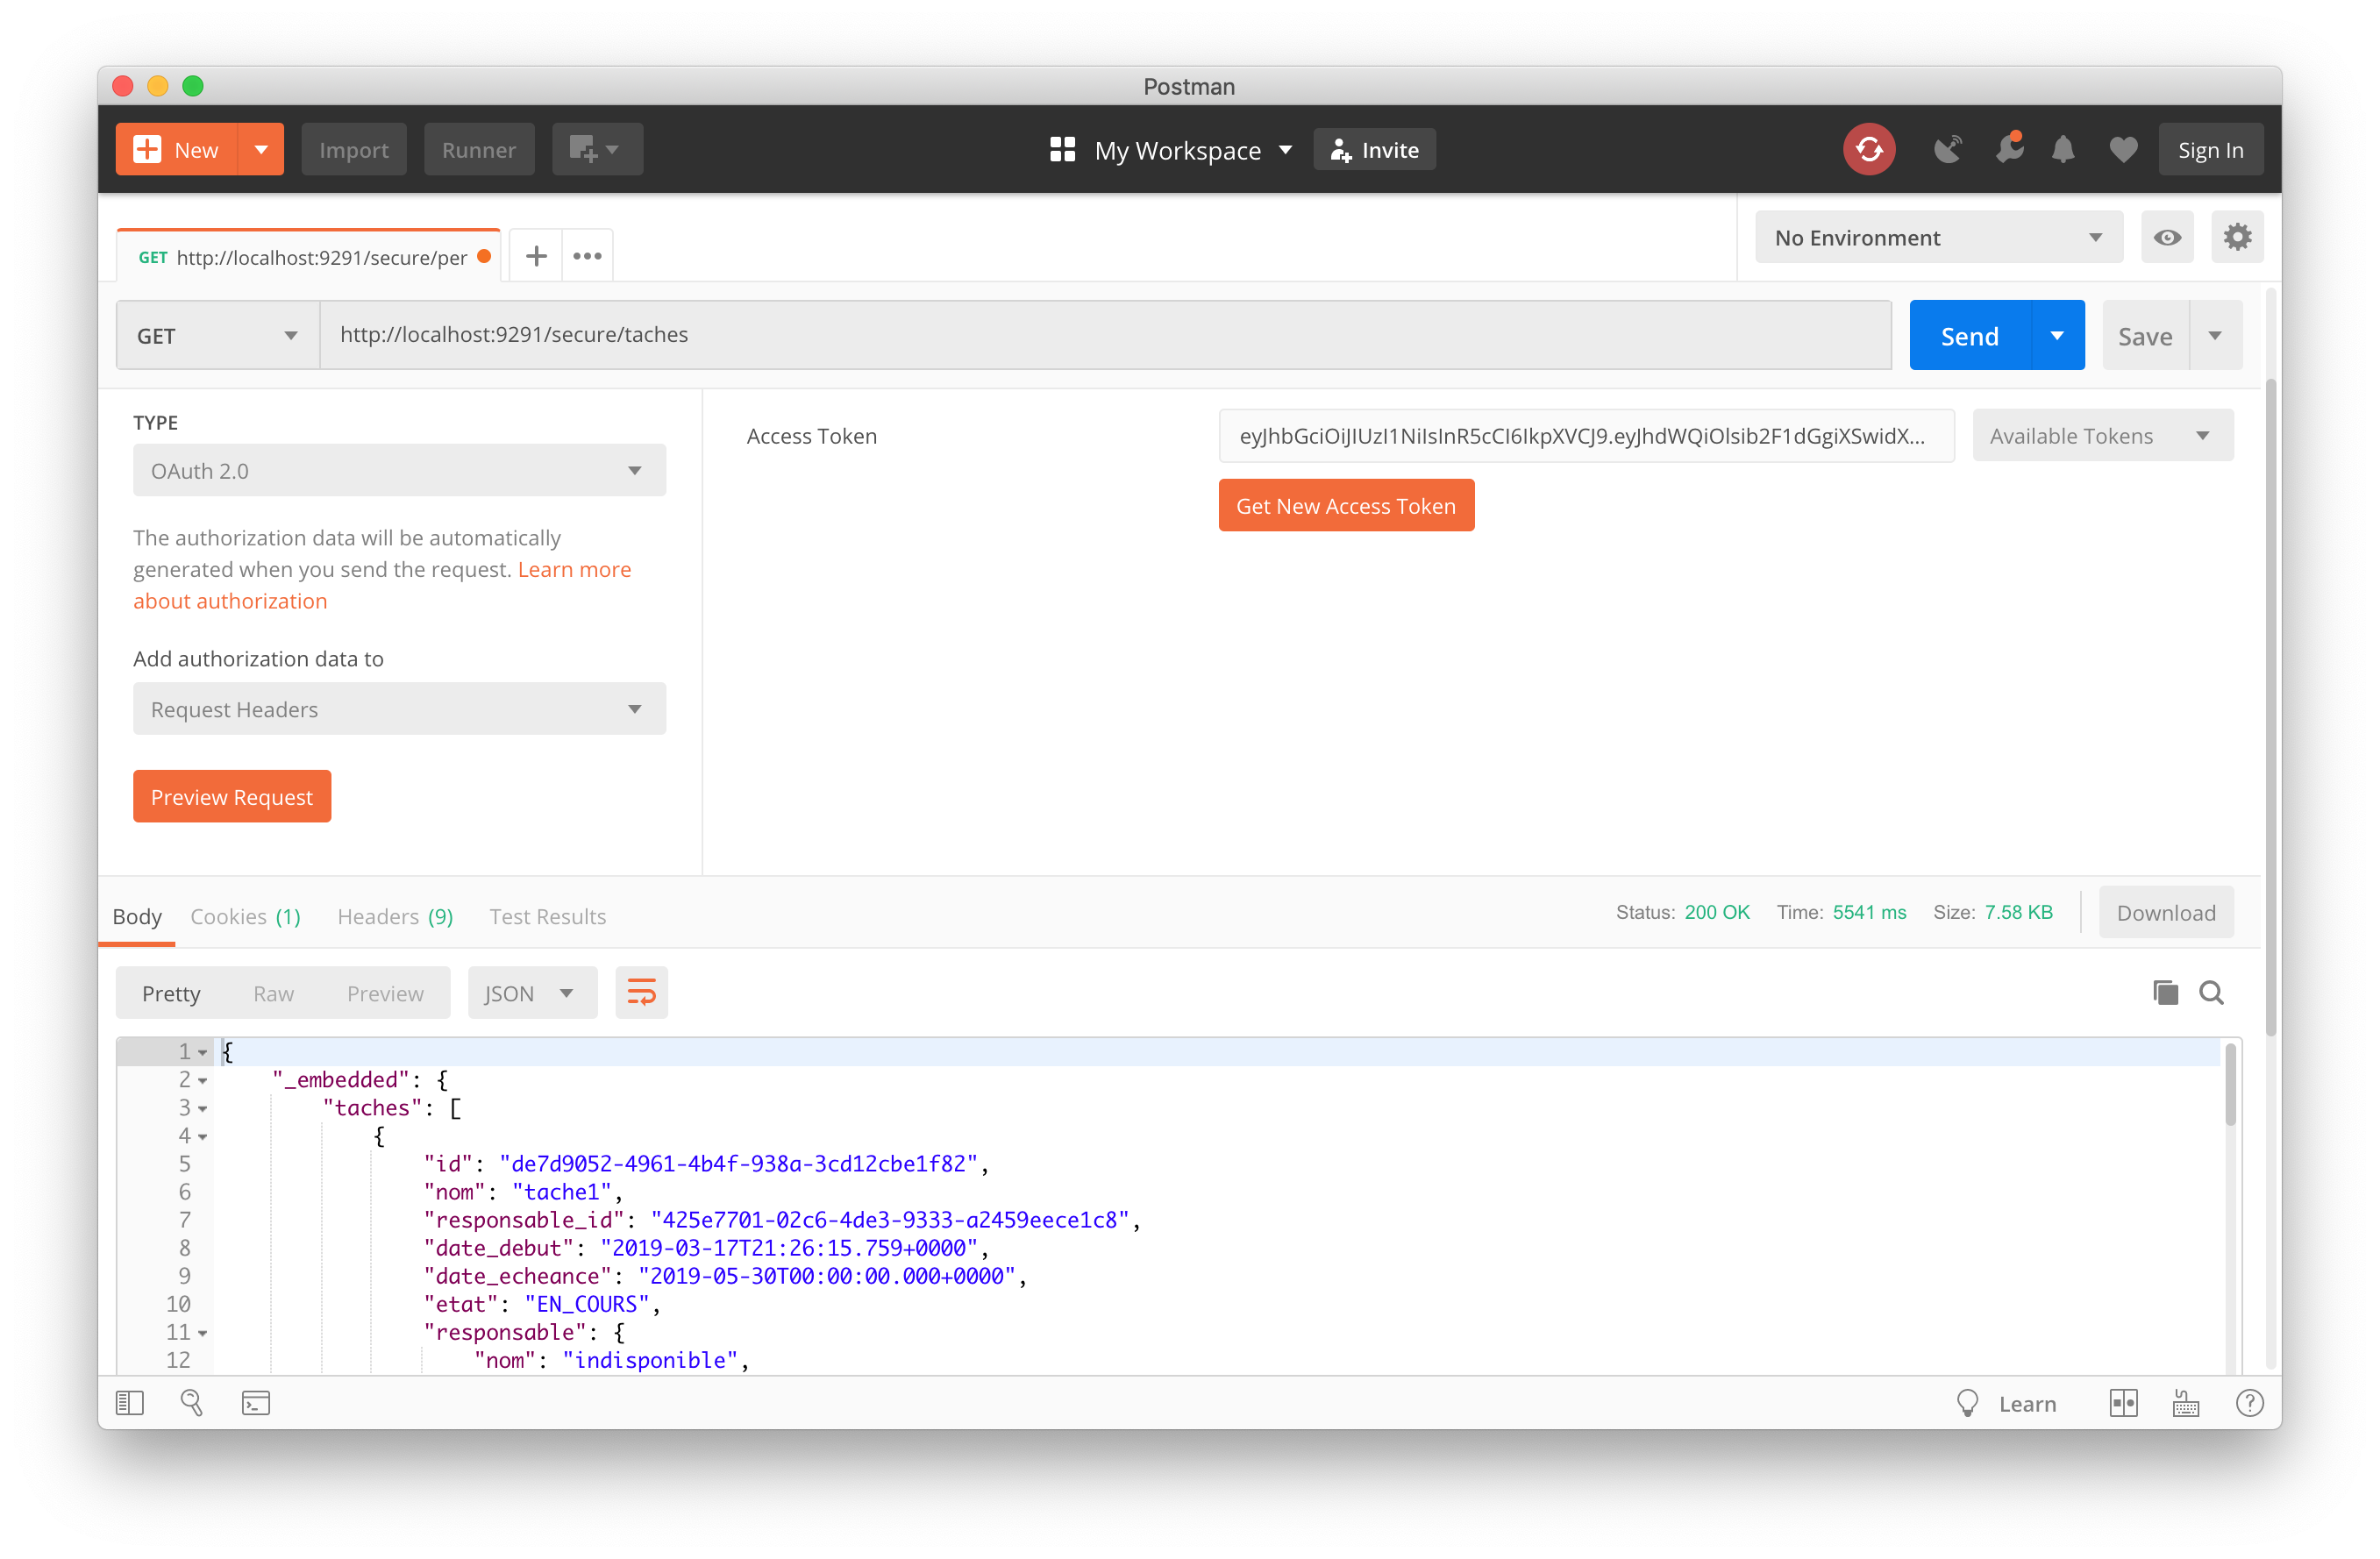 Postman
New Import Runner My Workspace Invite Sign In
GET http://localhost:9291/secure/per No Environment
GET http://localhost:9291/secure/taches Send Save
TYPE
OAuth 2.0
The authorization data will be automatically
generated when you send the request. Learn more
about authorization
Add authorization data to
Request Headers
Preview Request
Access Token eyJhbGciOiJIUzI1NiIsInR5cCI6IkpXVCJ9.eyJhdWQiOlsib2F1dGgiXSwidX... Available Tokens
Get New Access Token
Body Cookies (1) Headers (9) Test Results Status: 200 OK Time: 5541 ms Size: 7.58 KB Download
Pretty Raw Preview JSON
1 {
2 "_embedded": {
3 "taches": [
4 {
5 "id": "de7d9052-4961-4b4f-938a-3cd12cbe1f82",
6 "nom": "tache1",
7 "responsable_id": "425e7701-02c6-4de3-9333-a2459eece1c8",
8 "date_debut": "2019-03-17T21:26:15.759+0000",
9 "date_echeance": "2019-05-30T00:00:00.000+0000",
10 "etat": "EN_COURS",
11 "responsable": {
12 "nom": "indisponible",
Learn